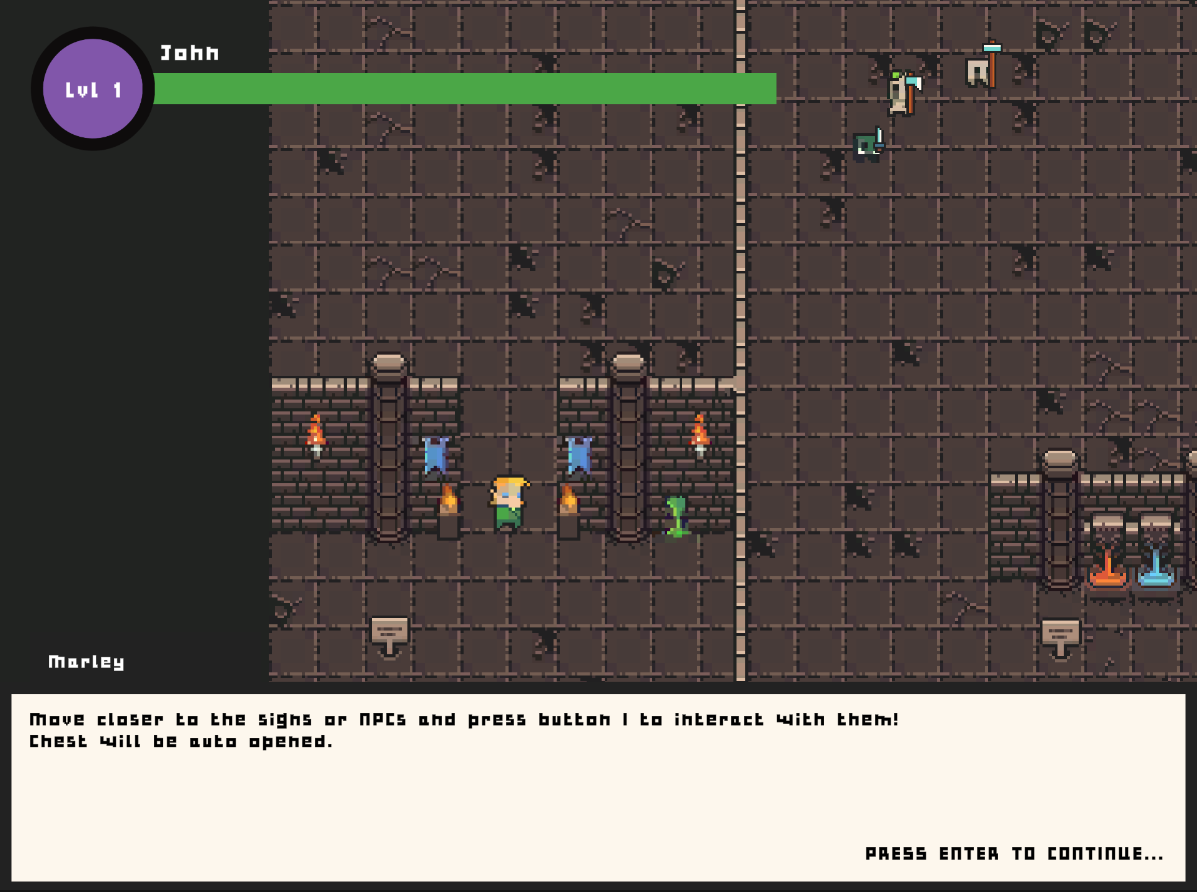 John
Lvl 1
Marley
Move closer to the signs or NPCs and press button I to interact with them!
Chest will be auto opened.
PRESS ENTER TO CONTINUE...